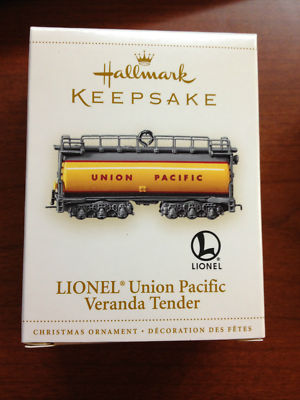 Hallmark
KEEPSAKE
UNION PACIFIC
L
LIONEL
LIONEL® Union Pacific
Veranda Tender
CHRISTMAS ORNAMENT • DÉCORATION DES FÊTES